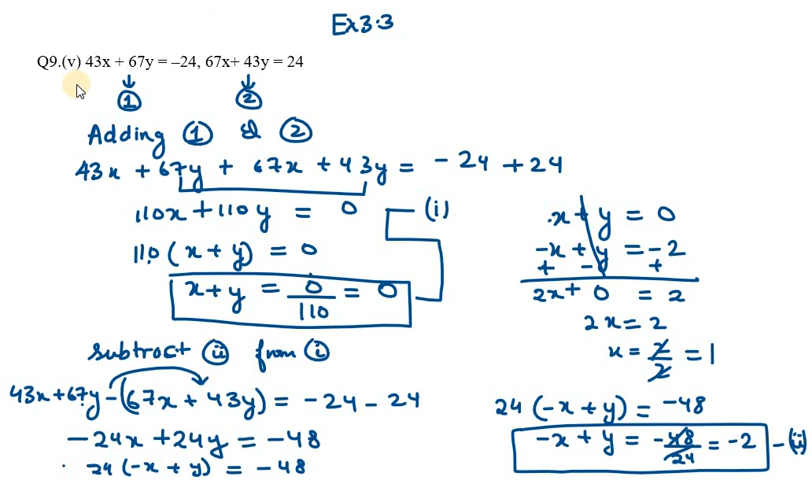 Ex3.3
Q9.(v) 43x + 67y = –24, 67x+ 43y = 24
① ②
Adding ① & ②
43x + 67y + 67x + 43y = - 24 + 24
110x + 110y = 0 (i)
110 (x + y) = 0
x + y = 0/110 = 0
subtract (ii) from (i)
43x + 67y - (67x + 43y) = - 24 - 24
- 24x + 24y = - 48
24 (-x + y) = - 48
x + y = 0
-x + y = - 2
+ - +
2x + 0 = 2
2x = 2
x = 2/2 = 1
24 (-x + y) = -48
-x + y = -48/24 = -2 -(ii)